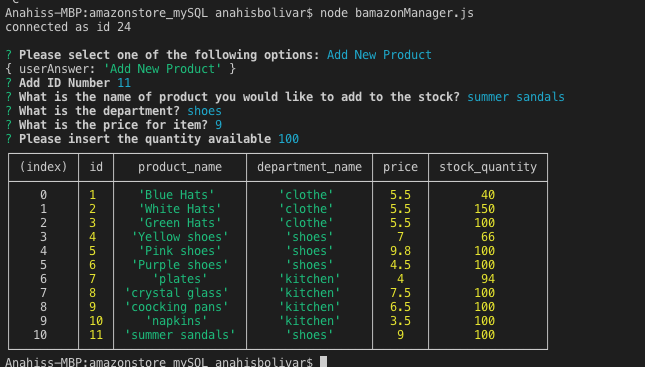 Anahiss-MBP:amazonstore_mySQL anahisbolivar$ node bamazonManager.js
connected as id 24
? Please select one of the following options: Add New Product
{ userAnswer: 'Add New Product' }
? Add ID Number 11
? What is the name of product you would like to add to the stock? summer sandals
? What is the department? shoes
? What is the price for item? 9
? Please insert the quantity available 100
(index) id product_name department_name price stock_quantity
0 1 'Blue Hats' 'clothe' 5.5 40
1 2 'White Hats' 'clothe' 5.5 150
2 3 'Green Hats' 'clothe' 5.5 100
3 4 'Yellow shoes' 'shoes' 7 66
4 5 'Pink shoes' 'shoes' 9.8 100
5 6 'Purple shoes' 'shoes' 4.5 100
6 7 'plates' 'kitchen' 4 94
7 8 'crystal glass' 'kitchen' 7.5 100
8 9 'coocking pans' 'kitchen' 6.5 100
9 10 'napkins' 'kitchen' 3.5 100
10 11 'summer sandals' 'shoes' 9 100
Anahiss-MBP:amazonstore_mySQL anahisbolivar$